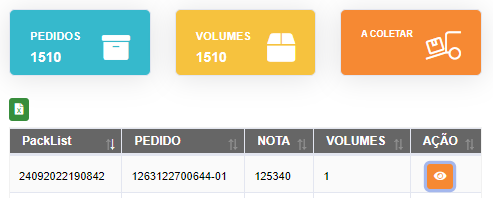 PEDIDOS
1510
VOLUMES
1510
A COLETAR
PackList PEDIDO NOTA VOLUMES AÇÃO
24092022190842 1263122700644-01 125340 1